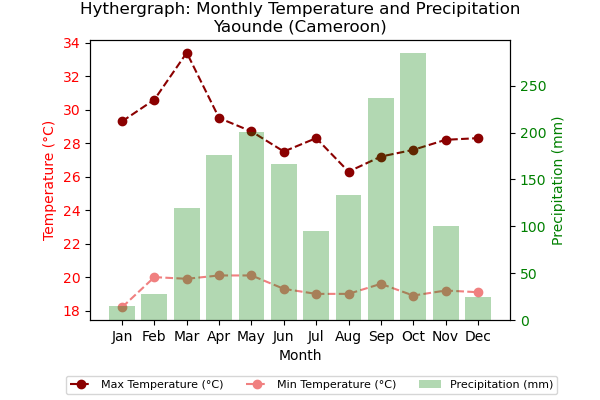 Hythergraph: Monthly Temperature and Precipitation
Yaounde (Cameroon)
34
32
30
28
26
24
22
20
18
Temperature (°C)
250
200
150
100
50
0
Precipitation (mm)
Jan Feb Mar Apr May Jun Jul Aug Sep Oct Nov Dec
Month
Max Temperature (°C) Min Temperature (°C) Precipitation (mm)